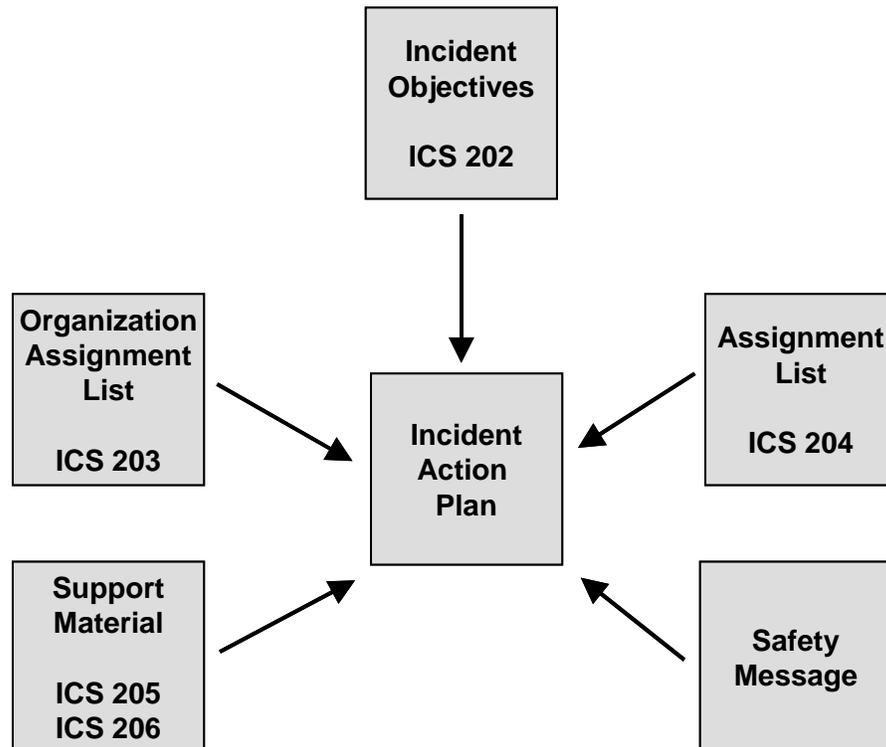 Incident
Objectives
ICS 202
Organization
Assignment
List
ICS 203
Assignment
List
ICS 204
Incident
Action
Plan
Support
Material
ICS 205
ICS 206
Safety
Message